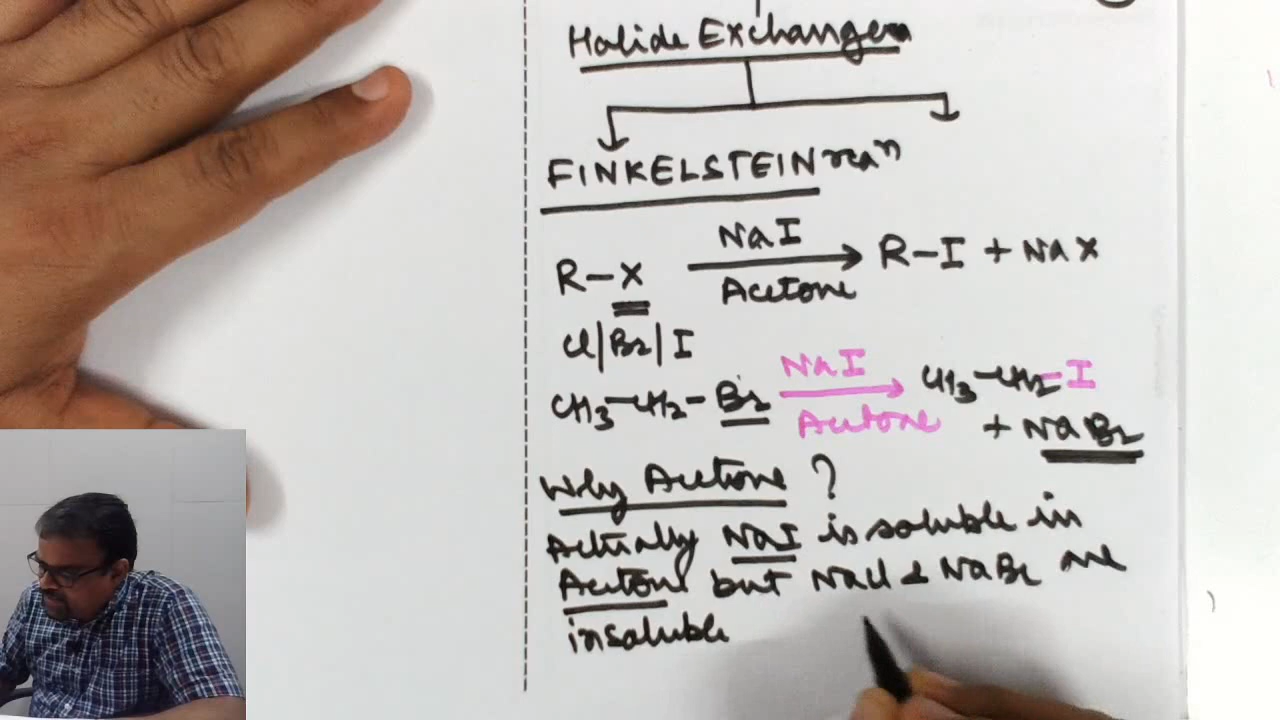 Halide Exchange
FINKELSTEIN reaⁿ
R-X NaI Acetone R-I + NaX
Cl|Br|I
CH3-CH2-Br NaI Acetone CH3-CH2-I
+ NaBr
Why Acetone ?
Actually NaI is soluble in
Acetone but NaCl & NaBr are
insoluble